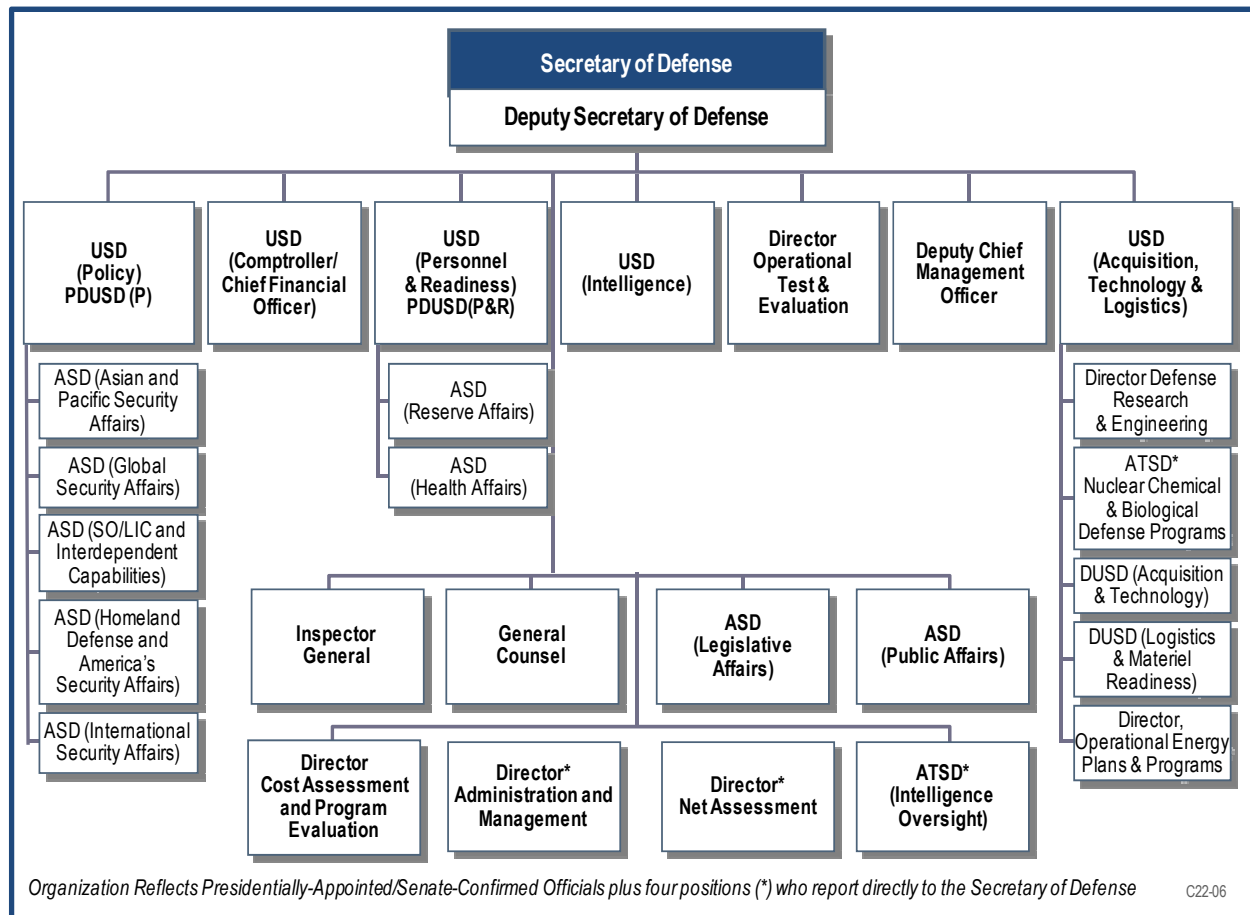 Secretary of Defense
Deputy Secretary of Defense
USD
(Policy)
PDUSD (P)
USD
(Comptroller/
Chief Financial
Officer)
USD
(Personnel
& Readiness)
PDUSD(P&R)
USD
(Intelligence)
Director
Operational
Test &
Evaluation
Deputy Chief
Management
Officer
USD
(Acquisition,
Technology &
Logistics)
ASD (Asian and
Pacific Security
Affairs)
ASD (Global
Security Affairs)
ASD (SO/LIC and
Interdependent
Capabilities)
ASD (Homeland
Defense and
America's
Security Affairs)
ASD (International
Security Affairs)
ASD
(Reserve Affairs)
ASD
(Health Affairs)
Director Defense
Research
& Engineering
ATSD*
Nuclear Chemical
& Biological
Defense Programs
DUSD (Acquisition
& Technology)
DUSD (Logistics
& Materiel
Readiness)
Director,
Operational Energy
Plans & Programs
Inspector
General
General
Counsel
ASD
(Legislative
Affairs)
ASD
(Public Affairs)
Director
Cost Assessment
and Program
Evaluation
Director*
Administration and
Management
Director*
Net Assessment
ATSD*
(Intelligence
Oversight)
Organization Reflects Presidentially-Appointed/Senate-Confirmed Officials plus four positions (*) who report directly to the Secretary of Defense
C22-06